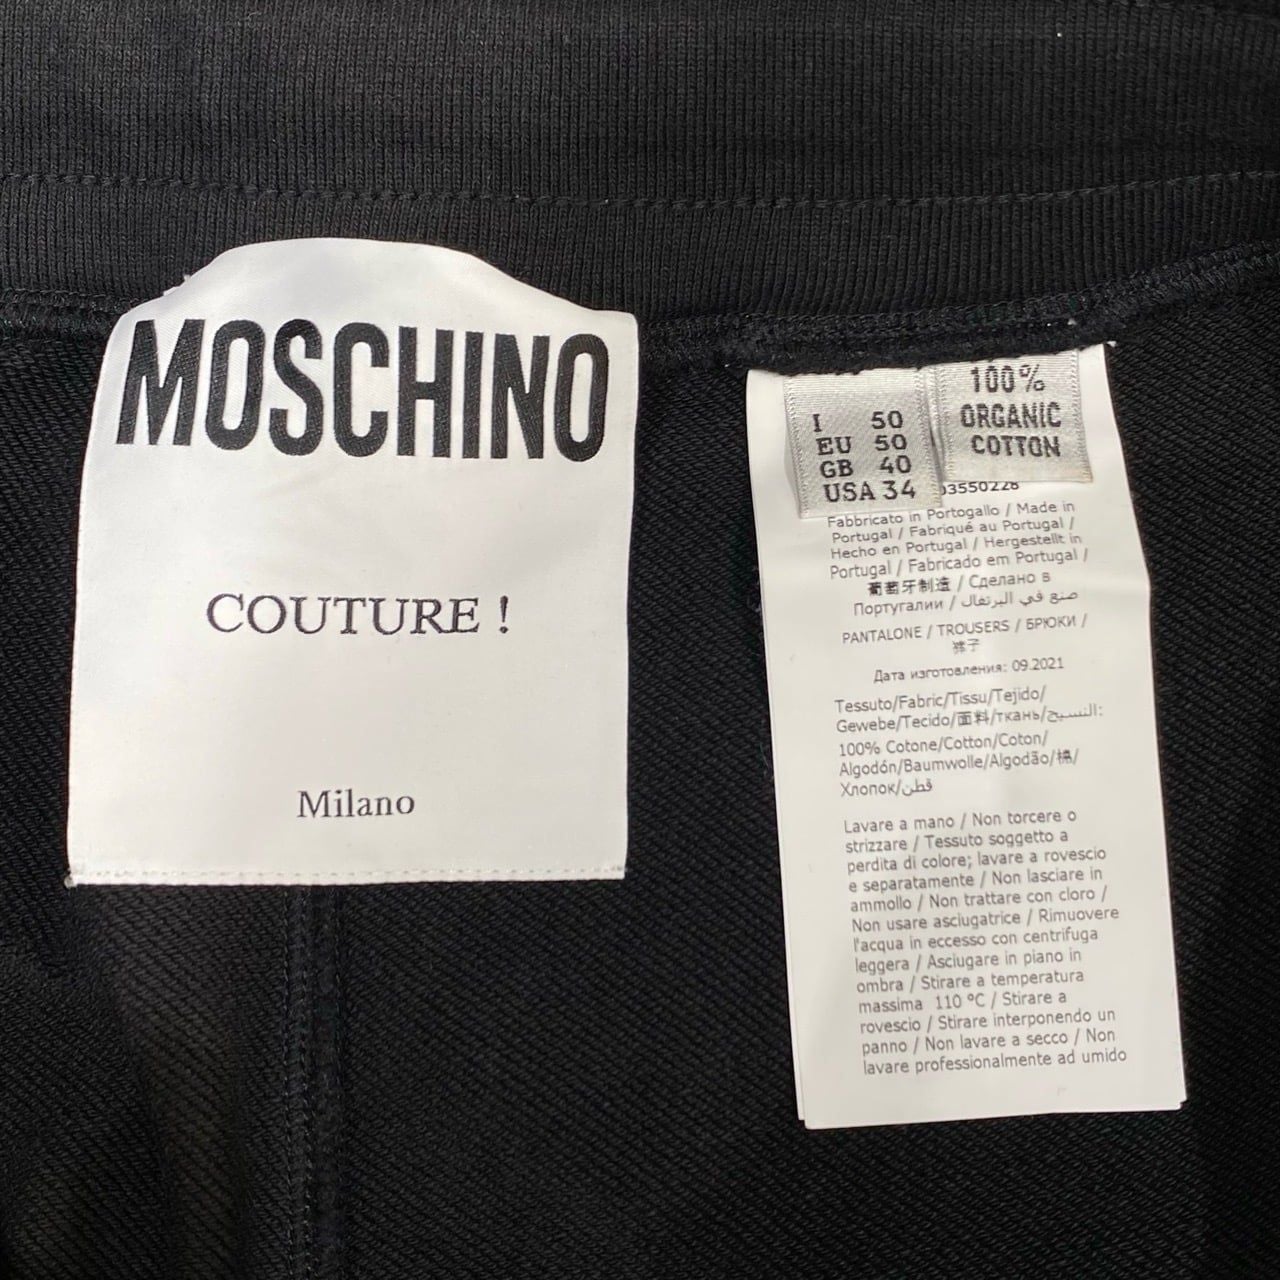 MOSCHINO
COUTURE !
Milano
I 50
EU 50
GB 40
USA 34
100%
ORGANIC
COTTON
03550226
Fabbricato in Portogallo / Made in
Portugal / Fabriqué au Portugal /
Hecho en Portugal / Hergestellt in
Portugal / Fabricado em Portugal /
葡萄牙制造 / Сделано в
Португалии / صنع في البرتغال
PANTALONE / TROUSERS / БРЮКИ /
裤子
Дата изготовления: 09.2021
Tessuto/Fabric/Tissu/Tejido/
Gewebe/Tecido/面料/ткань/النسيج:
100% Cotone/Cotton/Coton/
Algodón/Baumwolle/Algodão/棉/
Хлопок/قطن
Lavare a mano / Non torcere o
strizzare / Tessuto soggetto a
perdita di colore; lavare a rovescio
e separatamente / Non lasciare in
ammollo / Non trattare con cloro /
Non usare asciugatrice / Rimuovere
l'acqua in eccesso con centrifuga
leggera / Asciugare in piano in
ombra / Stirare a temperatura
massima 110 °C / Stirare a
rovescio / Stirare interponendo un
panno / Non lavare a secco / Non
lavare professionalmente ad umido